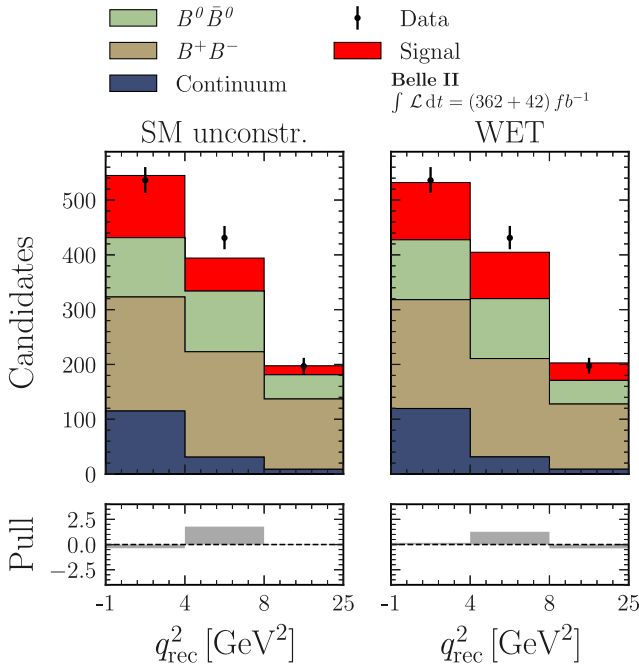 B⁰B̄⁰
B⁺B⁻
Continuum
Data
Signal
Belle II
∫ ℒ dt = (362 + 42) fb⁻¹
SM unconstr.
WET
Candidates
500
400
300
200
100
0
Pull
2.5
0.0
−2.5
-1 4 8 25
-1 4 8 25
q²rec [GeV²]
q²rec [GeV²]